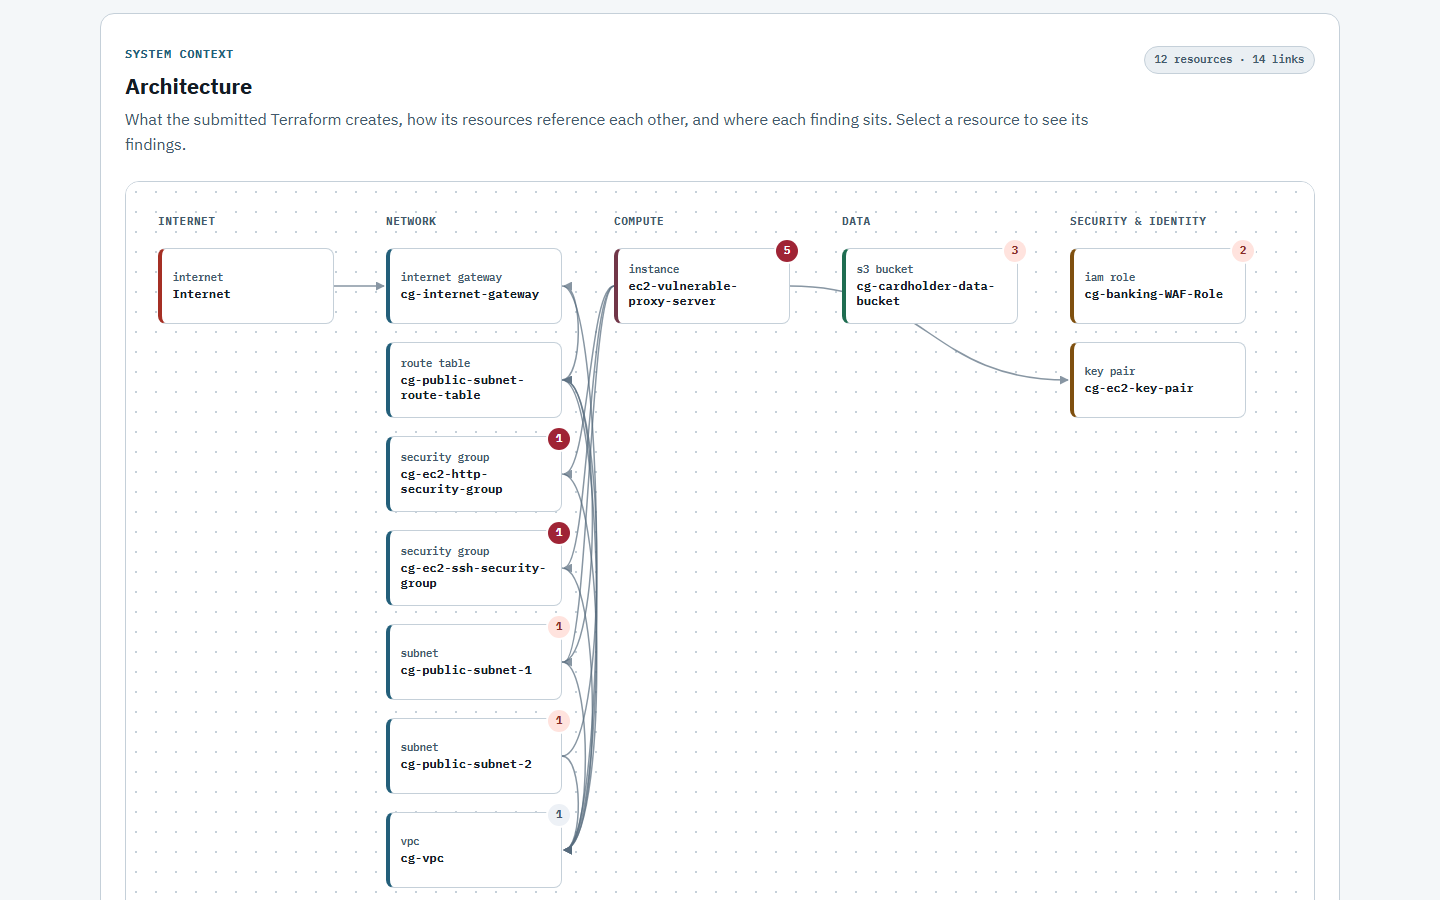 SYSTEM CONTEXT
12 resources · 14 links
Architecture
What the submitted Terraform creates, how its resources reference each other, and where each finding sits. Select a resource to see its
findings.
INTERNET
NETWORK
COMPUTE
DATA
SECURITY & IDENTITY
internet
Internet
internet gateway
cg-internet-gateway
5
instance
ec2-vulnerable-
proxy-server
3
s3 bucket
cg-cardholder-data-
bucket
2
iam role
cg-banking-WAF-Role
route table
cg-public-subnet-
route-table
key pair
cg-ec2-key-pair
1
security group
cg-ec2-http-
security-group
1
security group
cg-ec2-ssh-security-
group
1
subnet
cg-public-subnet-1
1
subnet
cg-public-subnet-2
1
vpc
cg-vpc